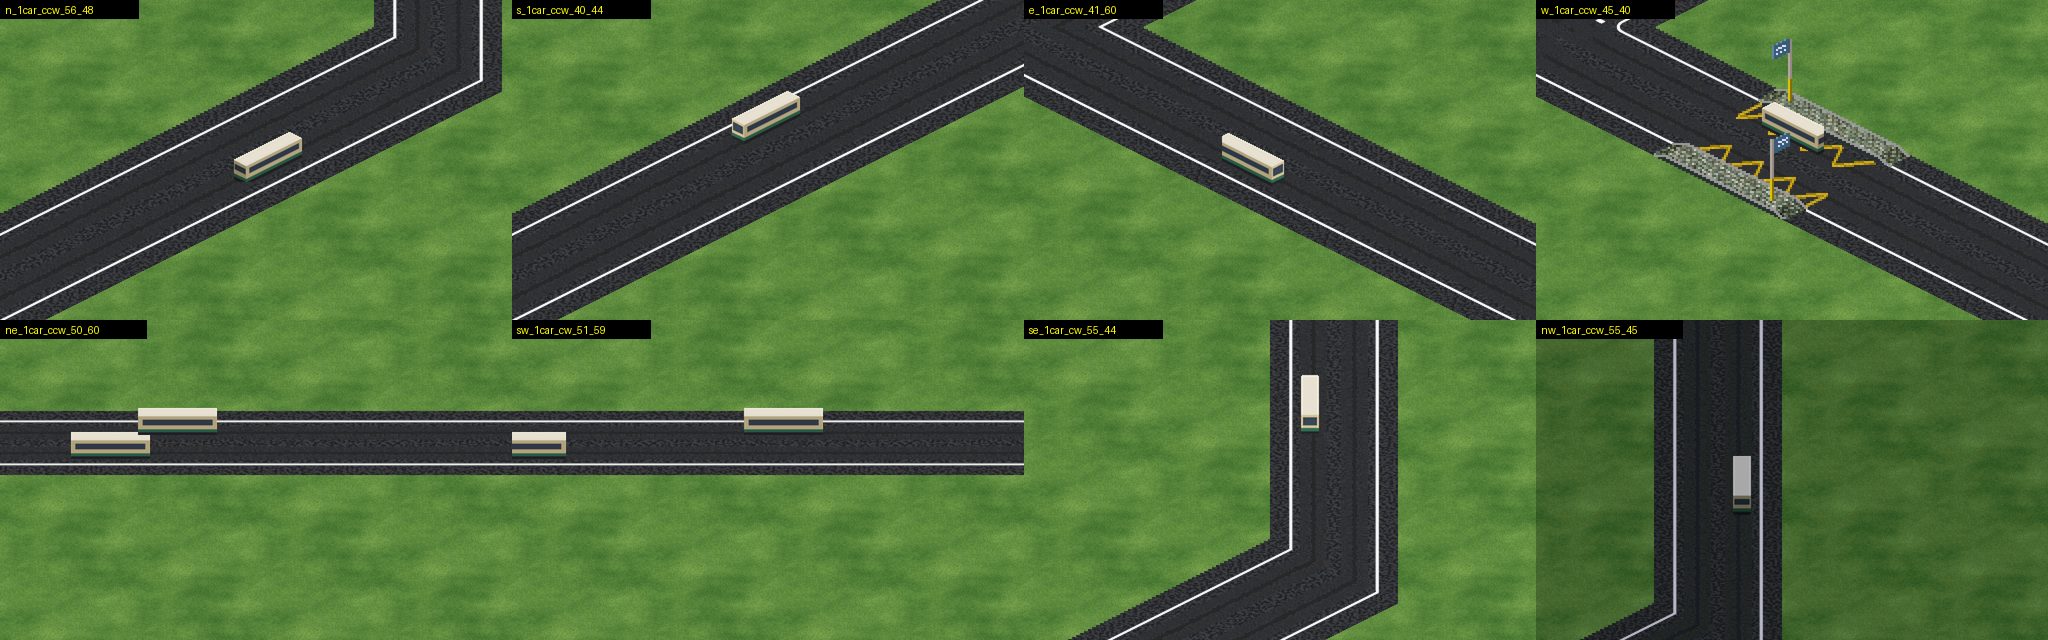 n_1car_ccw_56_48
s_1car_ccw_40_44
e_1car_ccw_41_60
w_1car_ccw_45_40
ne_1car_ccw_50_60
sw_1car_cw_51_59
se_1car_cw_55_44
nw_1car_ccw_55_45